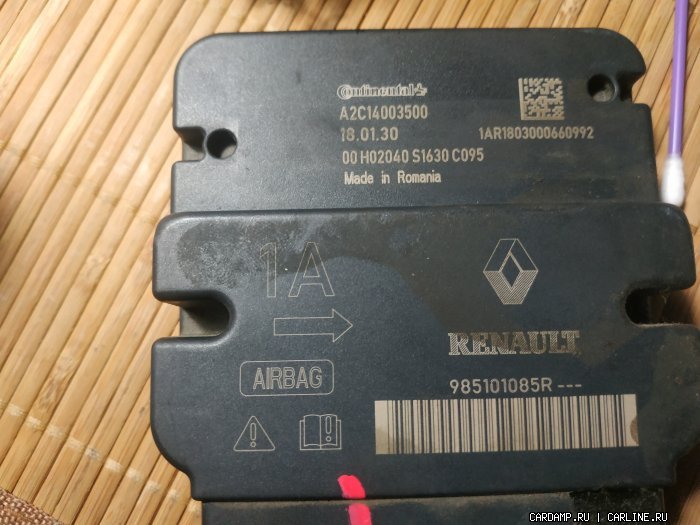 Continental
A2C14003500
18.01.30
1AR1803000660992
00 H02040 S1630 C095
Made in Romania
1A
RENAULT
AIRBAG
985101085R ---
CARDAMP.RU | CARLINE.RU